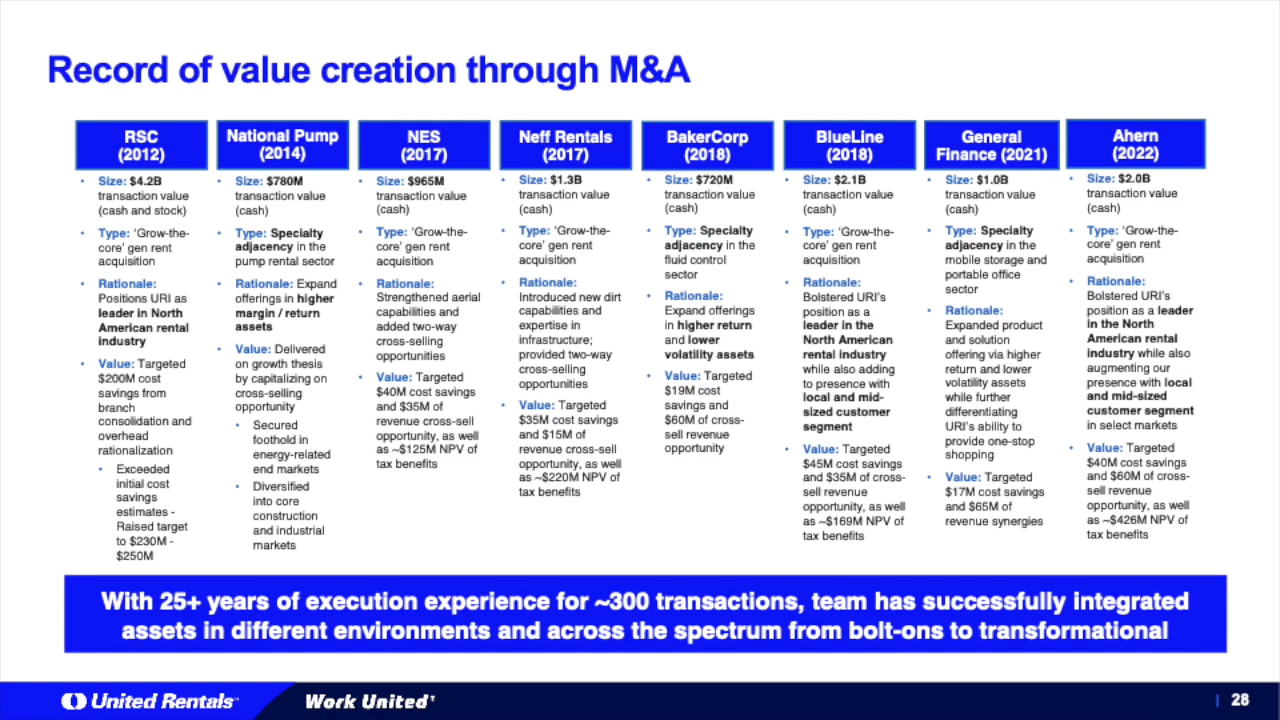 Record of value creation through M&A
RSC
(2012)
• Size: $4.2B
transaction value
(cash and stock)
• Type: ‘Grow-the-
core’ gen rent
acquisition
• Rationale:
Positions URI as
leader in North
American rental
industry
• Value: Targeted
$200M cost
savings from
branch
consolidation and
overhead
rationalization
• Exceeded
initial cost
savings
estimates -
Raised target
to $230M -
$250M
National Pump
(2014)
• Size: $780M
transaction value
(cash)
• Type: Specialty
adjacency in the
pump rental sector
• Rationale: Expand
offerings in higher
margin / return
assets
• Value: Delivered
on growth thesis
by capitalizing on
cross-selling
opportunity
• Secured
foothold in
energy-related
end markets
• Diversified
into core
construction
and industrial
markets
NES
(2017)
• Size: $965M
transaction value
(cash)
• Type: ‘Grow-the-
core’ gen rent
acquisition
• Rationale:
Strengthened aerial
capabilities and
added two-way
cross-selling
opportunities
• Value: Targeted
$40M cost savings
and $35M of
revenue cross-sell
opportunity, as well
as ~$125M NPV of
tax benefits
Neff Rentals
(2017)
• Size: $1.3B
transaction value
(cash)
• Type: ‘Grow-the-
core’ gen rent
acquisition
• Rationale:
Introduced new dirt
capabilities and
expertise in
infrastructure;
provided two-way
cross-selling
opportunities
• Value: Targeted
$35M cost savings
and $15M of
revenue cross-sell
opportunity, as well
as ~$220M NPV of
tax benefits
BakerCorp
(2018)
• Size: $720M
transaction value
(cash)
• Type: Specialty
adjacency in the
fluid control
sector
• Rationale:
Expand offerings
in higher return
and lower
volatility assets
• Value: Targeted
$19M cost
savings and
$60M of cross-
sell revenue
opportunity
BlueLine
(2018)
• Size: $2.1B
transaction value
(cash)
• Type: ‘Grow-the-
core’ gen rent
acquisition
• Rationale:
Bolstered URI’s
position as a
leader in the
North American
rental industry
while also adding
to presence with
local and mid-
sized customer
segment
• Value: Targeted
$45M cost savings
and $35M of cross-
sell revenue
opportunity, as well
as ~$169M NPV of
tax benefits
General
Finance (2021)
• Size: $1.0B
transaction value
(cash)
• Type: Specialty
adjacency in the
mobile storage and
portable office
sector
• Rationale:
Expanded product
and solution
offering via higher
return and lower
volatility assets
while further
differentiating
URI’s ability to
provide one-stop
shopping
• Value: Targeted
$17M cost savings
and $65M of
revenue synergies
Ahern
(2022)
• Size: $2.0B
transaction value
(cash)
• Type: ‘Grow-the-
core’ gen rent
acquisition
• Rationale:
Bolstered URI’s
position as a leader
in the North
American rental
industry while also
augmenting our
presence with local
and mid-sized
customer segment
in select markets
• Value: Targeted
$40M cost savings
and $60M of cross-
sell revenue
opportunity, as well
as ~$426M NPV of
tax benefits
With 25+ years of execution experience for ~300 transactions, team has successfully integrated
assets in different environments and across the spectrum from bolt-ons to transformational
United Rentals
Work United
28